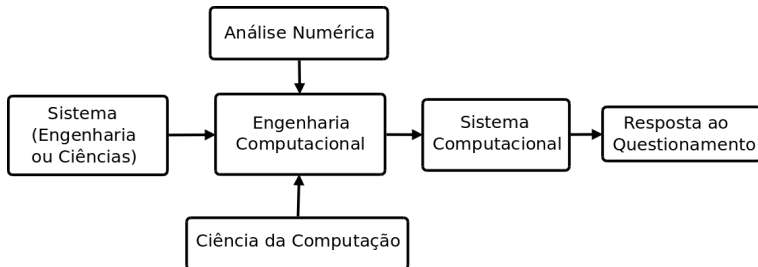 Análise Numérica
Sistema
(Engenharia
ou Ciências)
Engenharia
Computacional
Sistema
Computacional
Resposta ao
Questionamento
Ciência da Computação